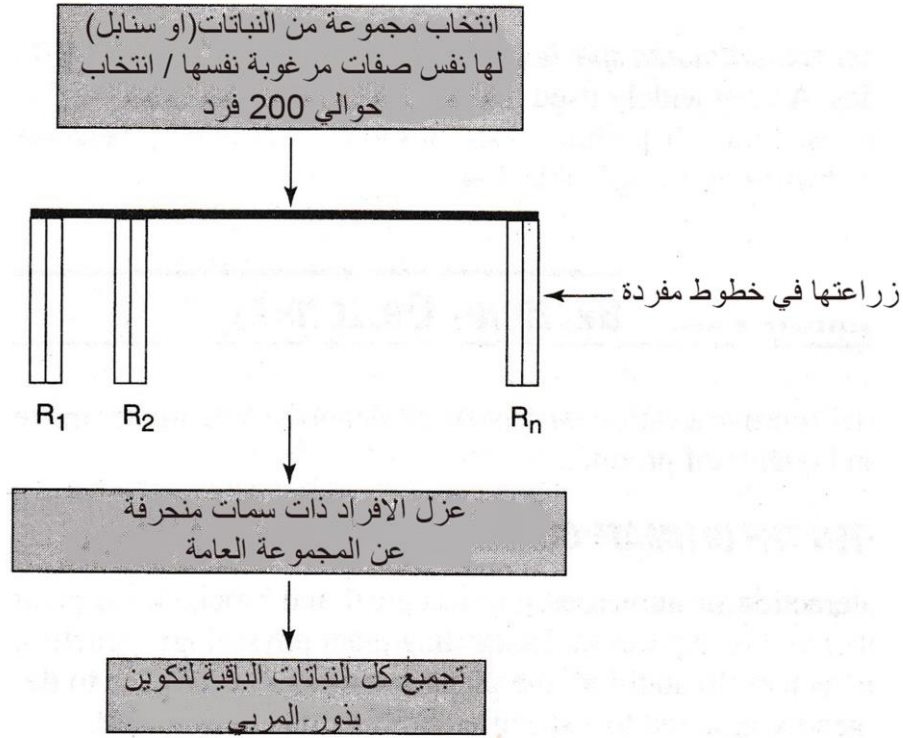 انتخاب مجموعة من النباتات(او سنابل)
لها نفس صفات مرغوبة نفسها / انتخاب
حوالي 200 فرد
زراعتها في خطوط مفردة
R1 R2 Rn
عزل الافراد ذات سمات منحرفة
عن المجموعة العامة
تجميع كل النباتات الباقية لتكوين
بذور المربي